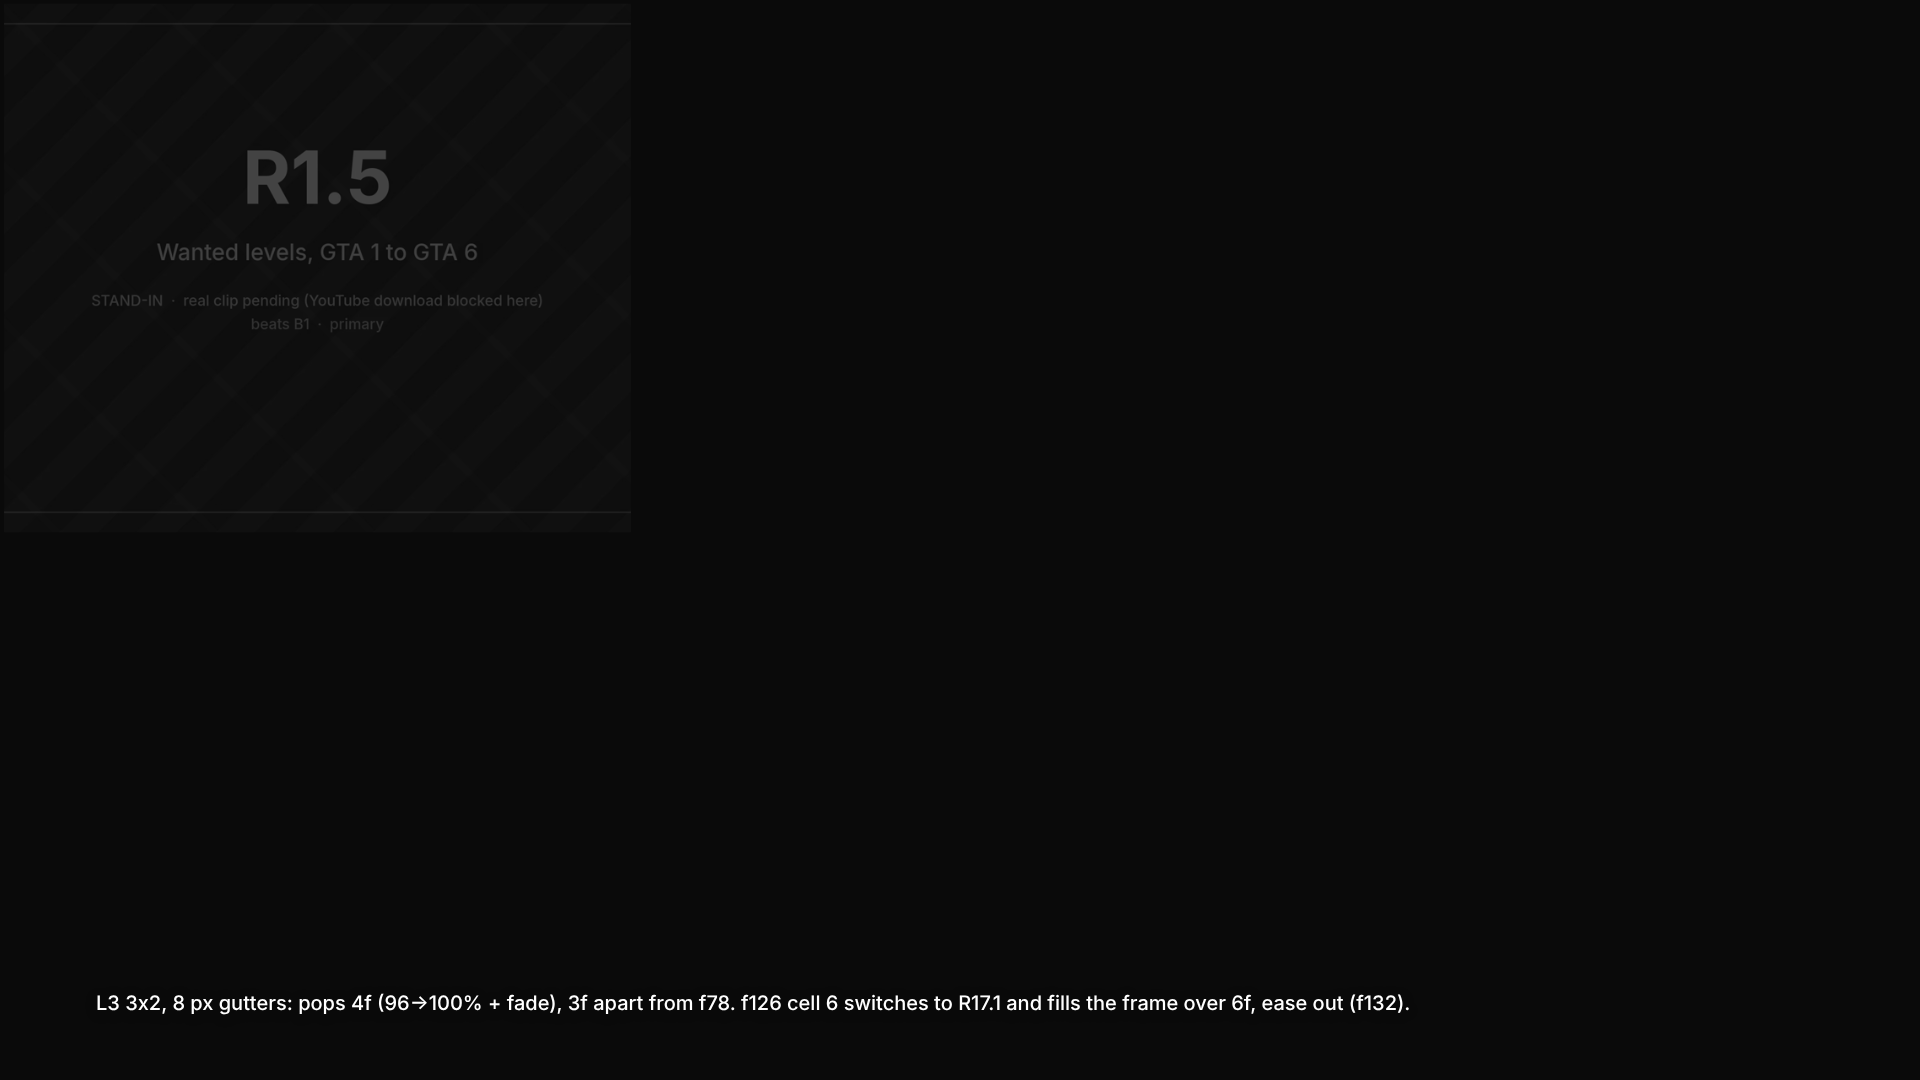 R1.5
Wanted levels, GTA 1 to GTA 6
STAND-IN · real clip pending (YouTube download blocked here)
beats B1 · primary
L3 3x2, 8 px gutters: pops 4f (96→100% + fade), 3f apart from f78. f126 cell 6 switches to R17.1 and fills the frame over 6f, ease out (f132).